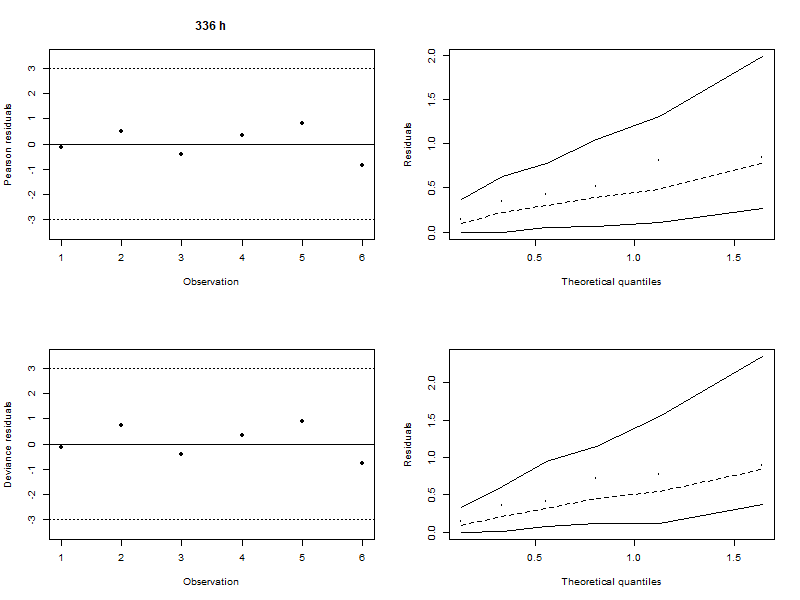 336 h
Pearson residuals
3
2
1
0
-1
-2
-3
1 2 3 4 5 6
Observation
Residuals
2.0
1.5
1.0
0.5
0.0
0.5 1.0 1.5
Theoretical quantiles
Deviance residuals
3
2
1
0
-1
-2
-3
1 2 3 4 5 6
Observation
Residuals
2.0
1.5
1.0
0.5
0.0
0.5 1.0 1.5
Theoretical quantiles